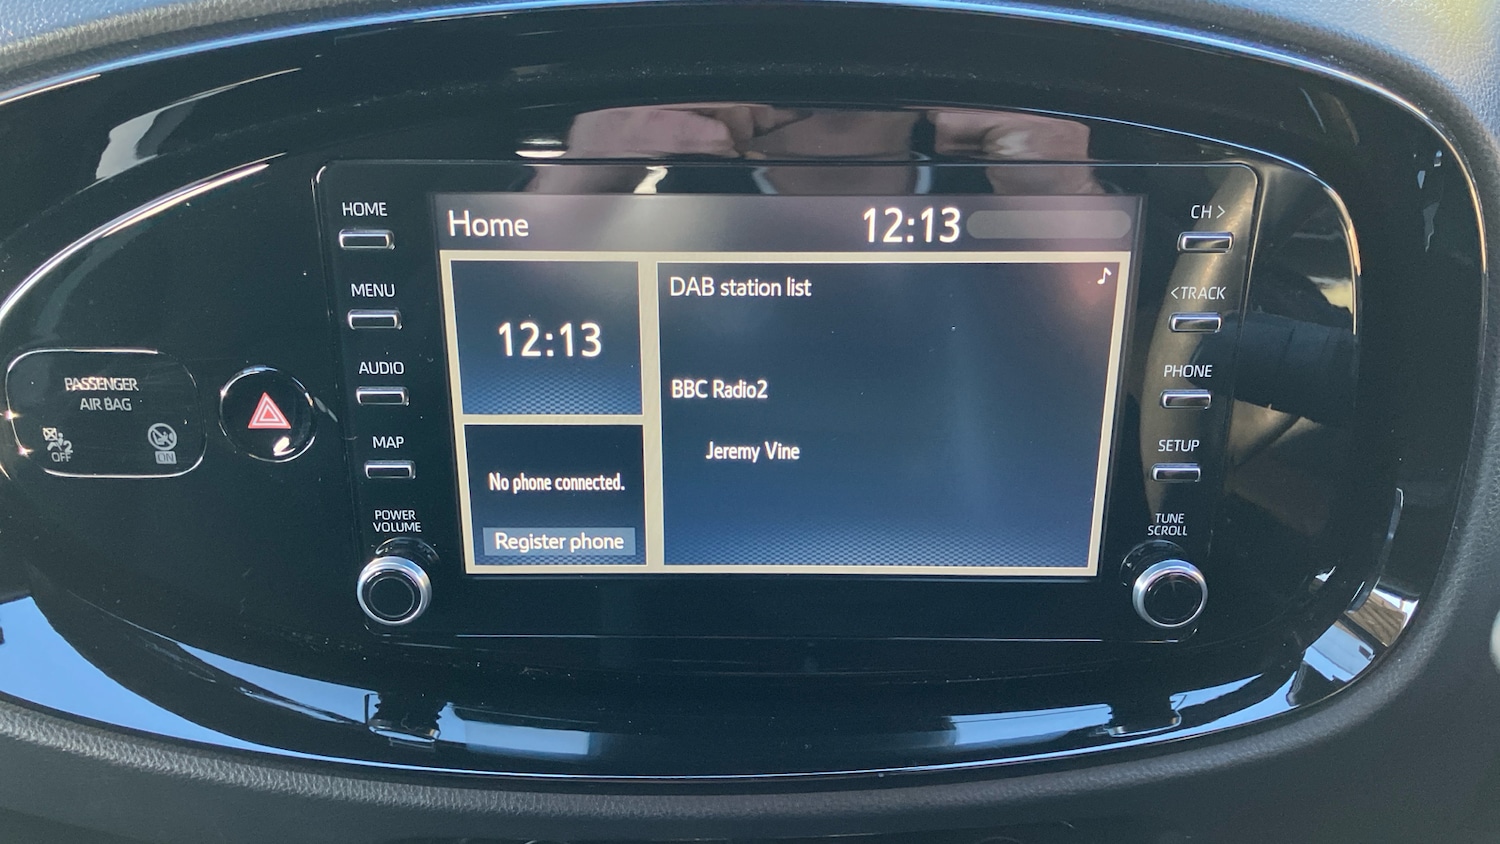 HOME
MENU
AUDIO
MAP
POWER
VOLUME
PASSENGER
AIR BAG
OFF
ON
Home
12:13
12:13
No phone connected.
Register phone
DAB station list
BBC Radio2
Jeremy Vine
CH >
< TRACK
PHONE
SETUP
TUNE
SCROLL